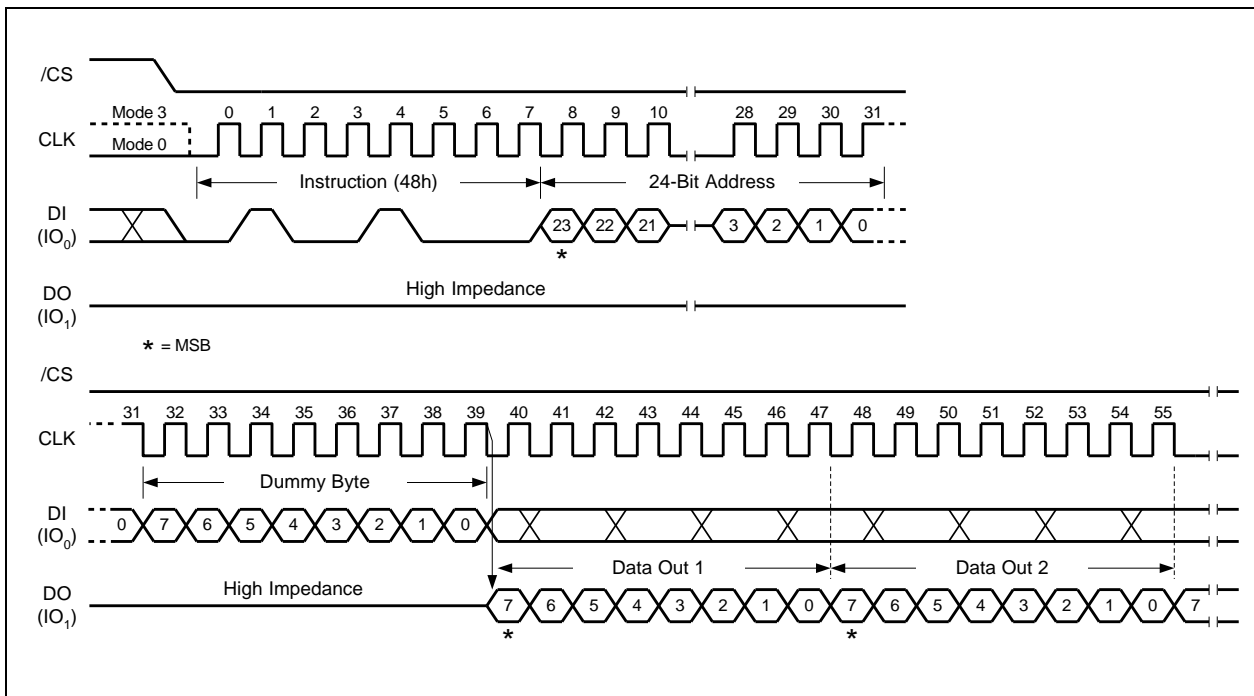 /CS
Mode 3 0 1 2 3 4 5 6 7 8 9 10 28 29 30 31
CLK
Mode 0
Instruction (48h) 24-Bit Address
DI
(IO0)
23 22 21 3 2 1 0
*
High Impedance
DO
(IO1)
* = MSB
/CS
31 32 33 34 35 36 37 38 39 40 41 42 43 44 45 46 47 48 49 50 51 52 53 54 55
CLK
Dummy Byte
DI
(IO0)
0 7 6 5 4 3 2 1 0
Data Out 1 Data Out 2
High Impedance
DO
(IO1)
7 6 5 4 3 2 1 0 7 6 5 4 3 2 1 0 7
* *